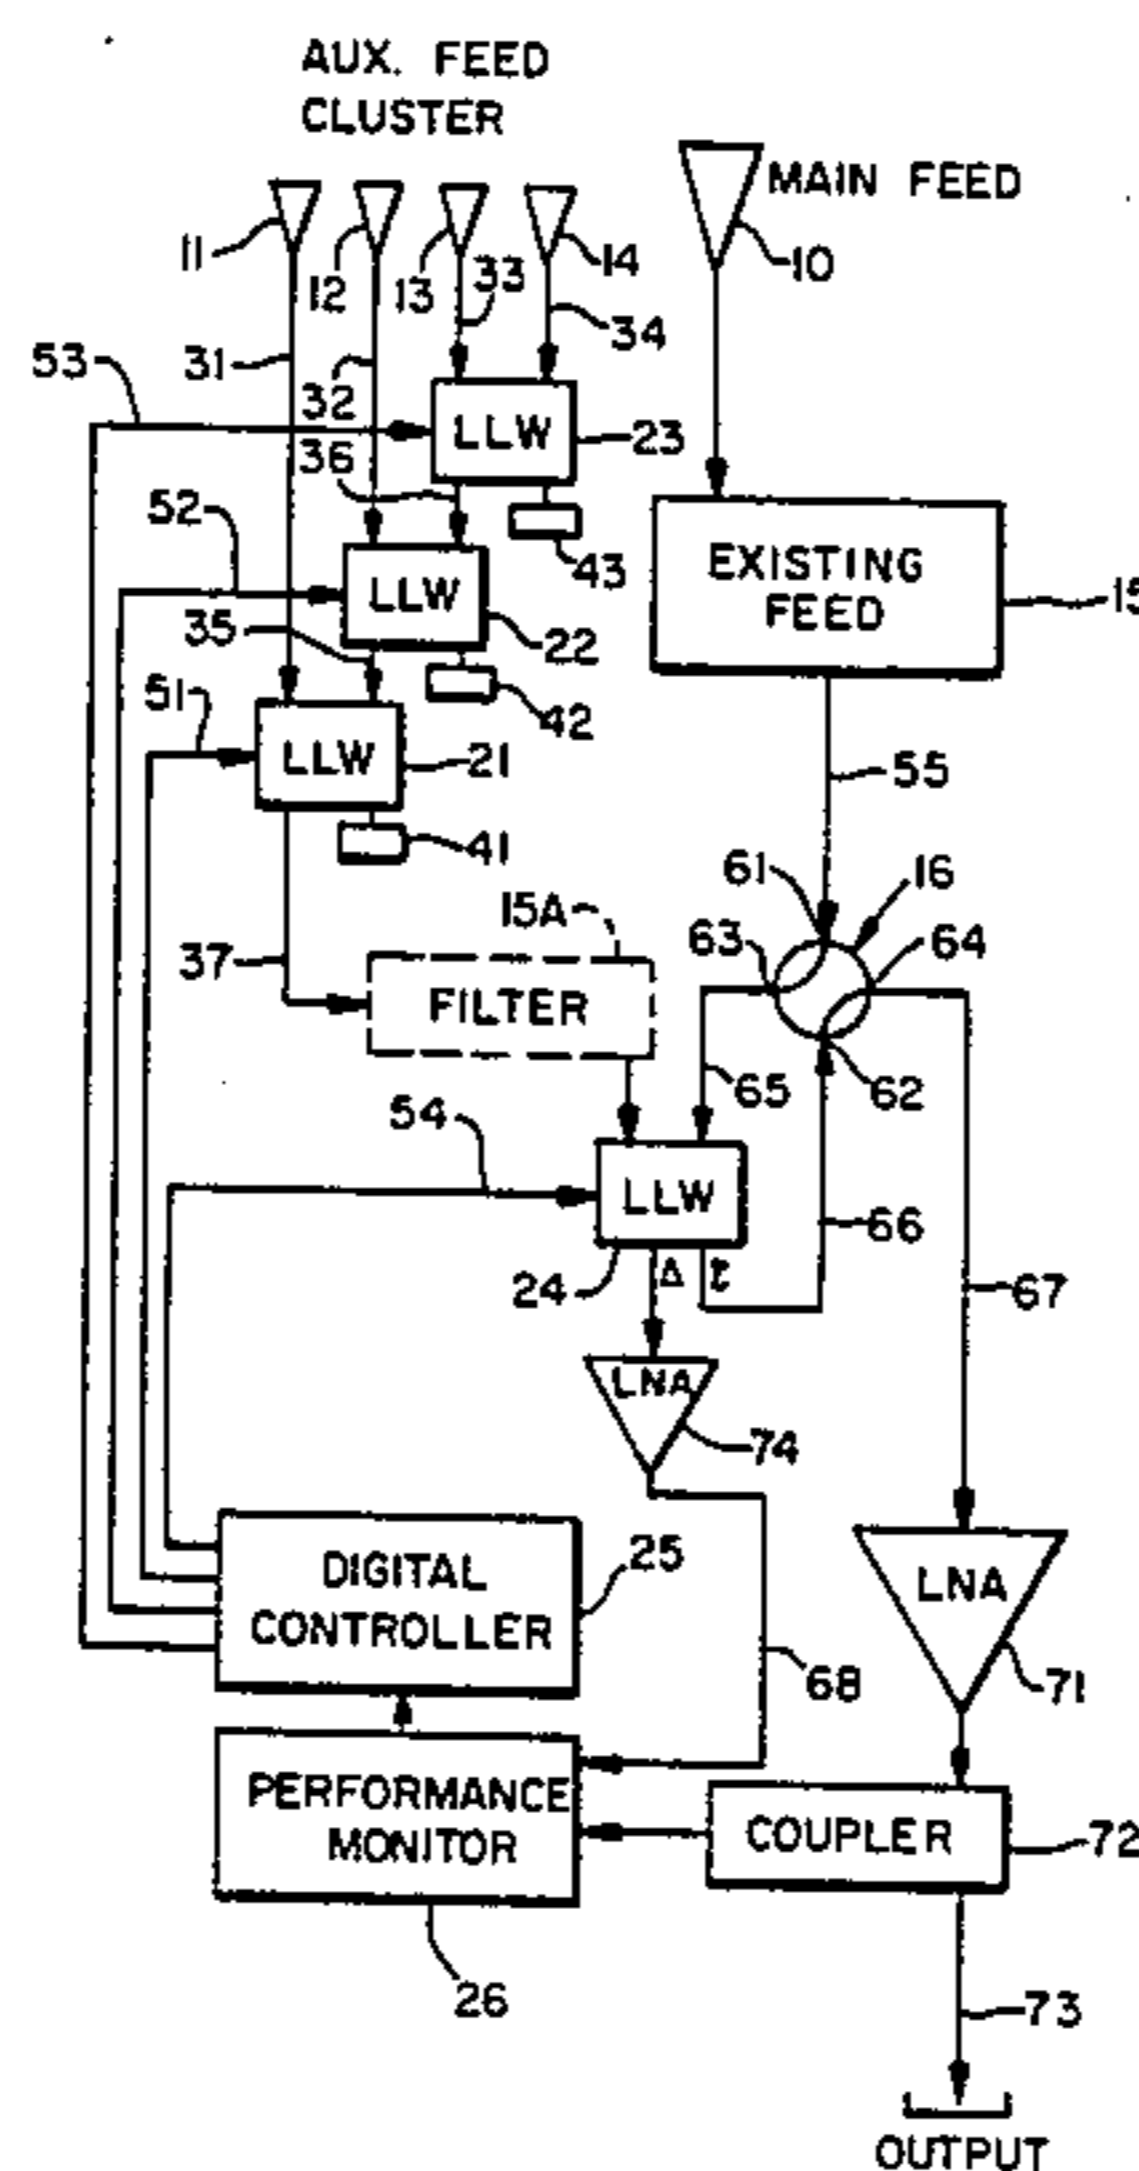 AUX. FEED
CLUSTER
MAIN FEED
11
12
13
33
14
10
34
53
31
32
LLW
23
36
52
43
EXISTING
FEED
LLW
35
22
51
42
LLW
21
55
41
61
16
15A
63
64
37
FILTER
65
62
54
LLW
66
24
Δ
Σ
67
LNA
74
DIGITAL
CONTROLLER
25
LNA
68
71
PERFORMANCE
MONITOR
COUPLER
72
26
73
OUTPUT